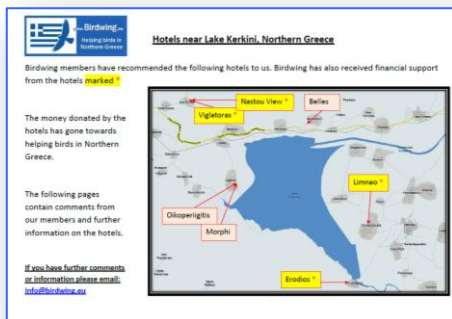 www.Birdwing.eu
Helping birds in
Northern Greece
Hotels near Lake Kerkini, Northern Greece
Birdwing members have recommended the following hotels to us. Birdwing has also received financial support
from the hotels marked *
The money donated by the
hotels has gone towards
helping birds in Northern
Greece.
The following pages
contain comments from
our members and further
information on the hotels.
If you have further comments
or information please email:
info@birdwing.eu
Nastou View *
Belles
Viglatoras *
Limneo *
Oikoperiigitis
Morphi
Erodios *